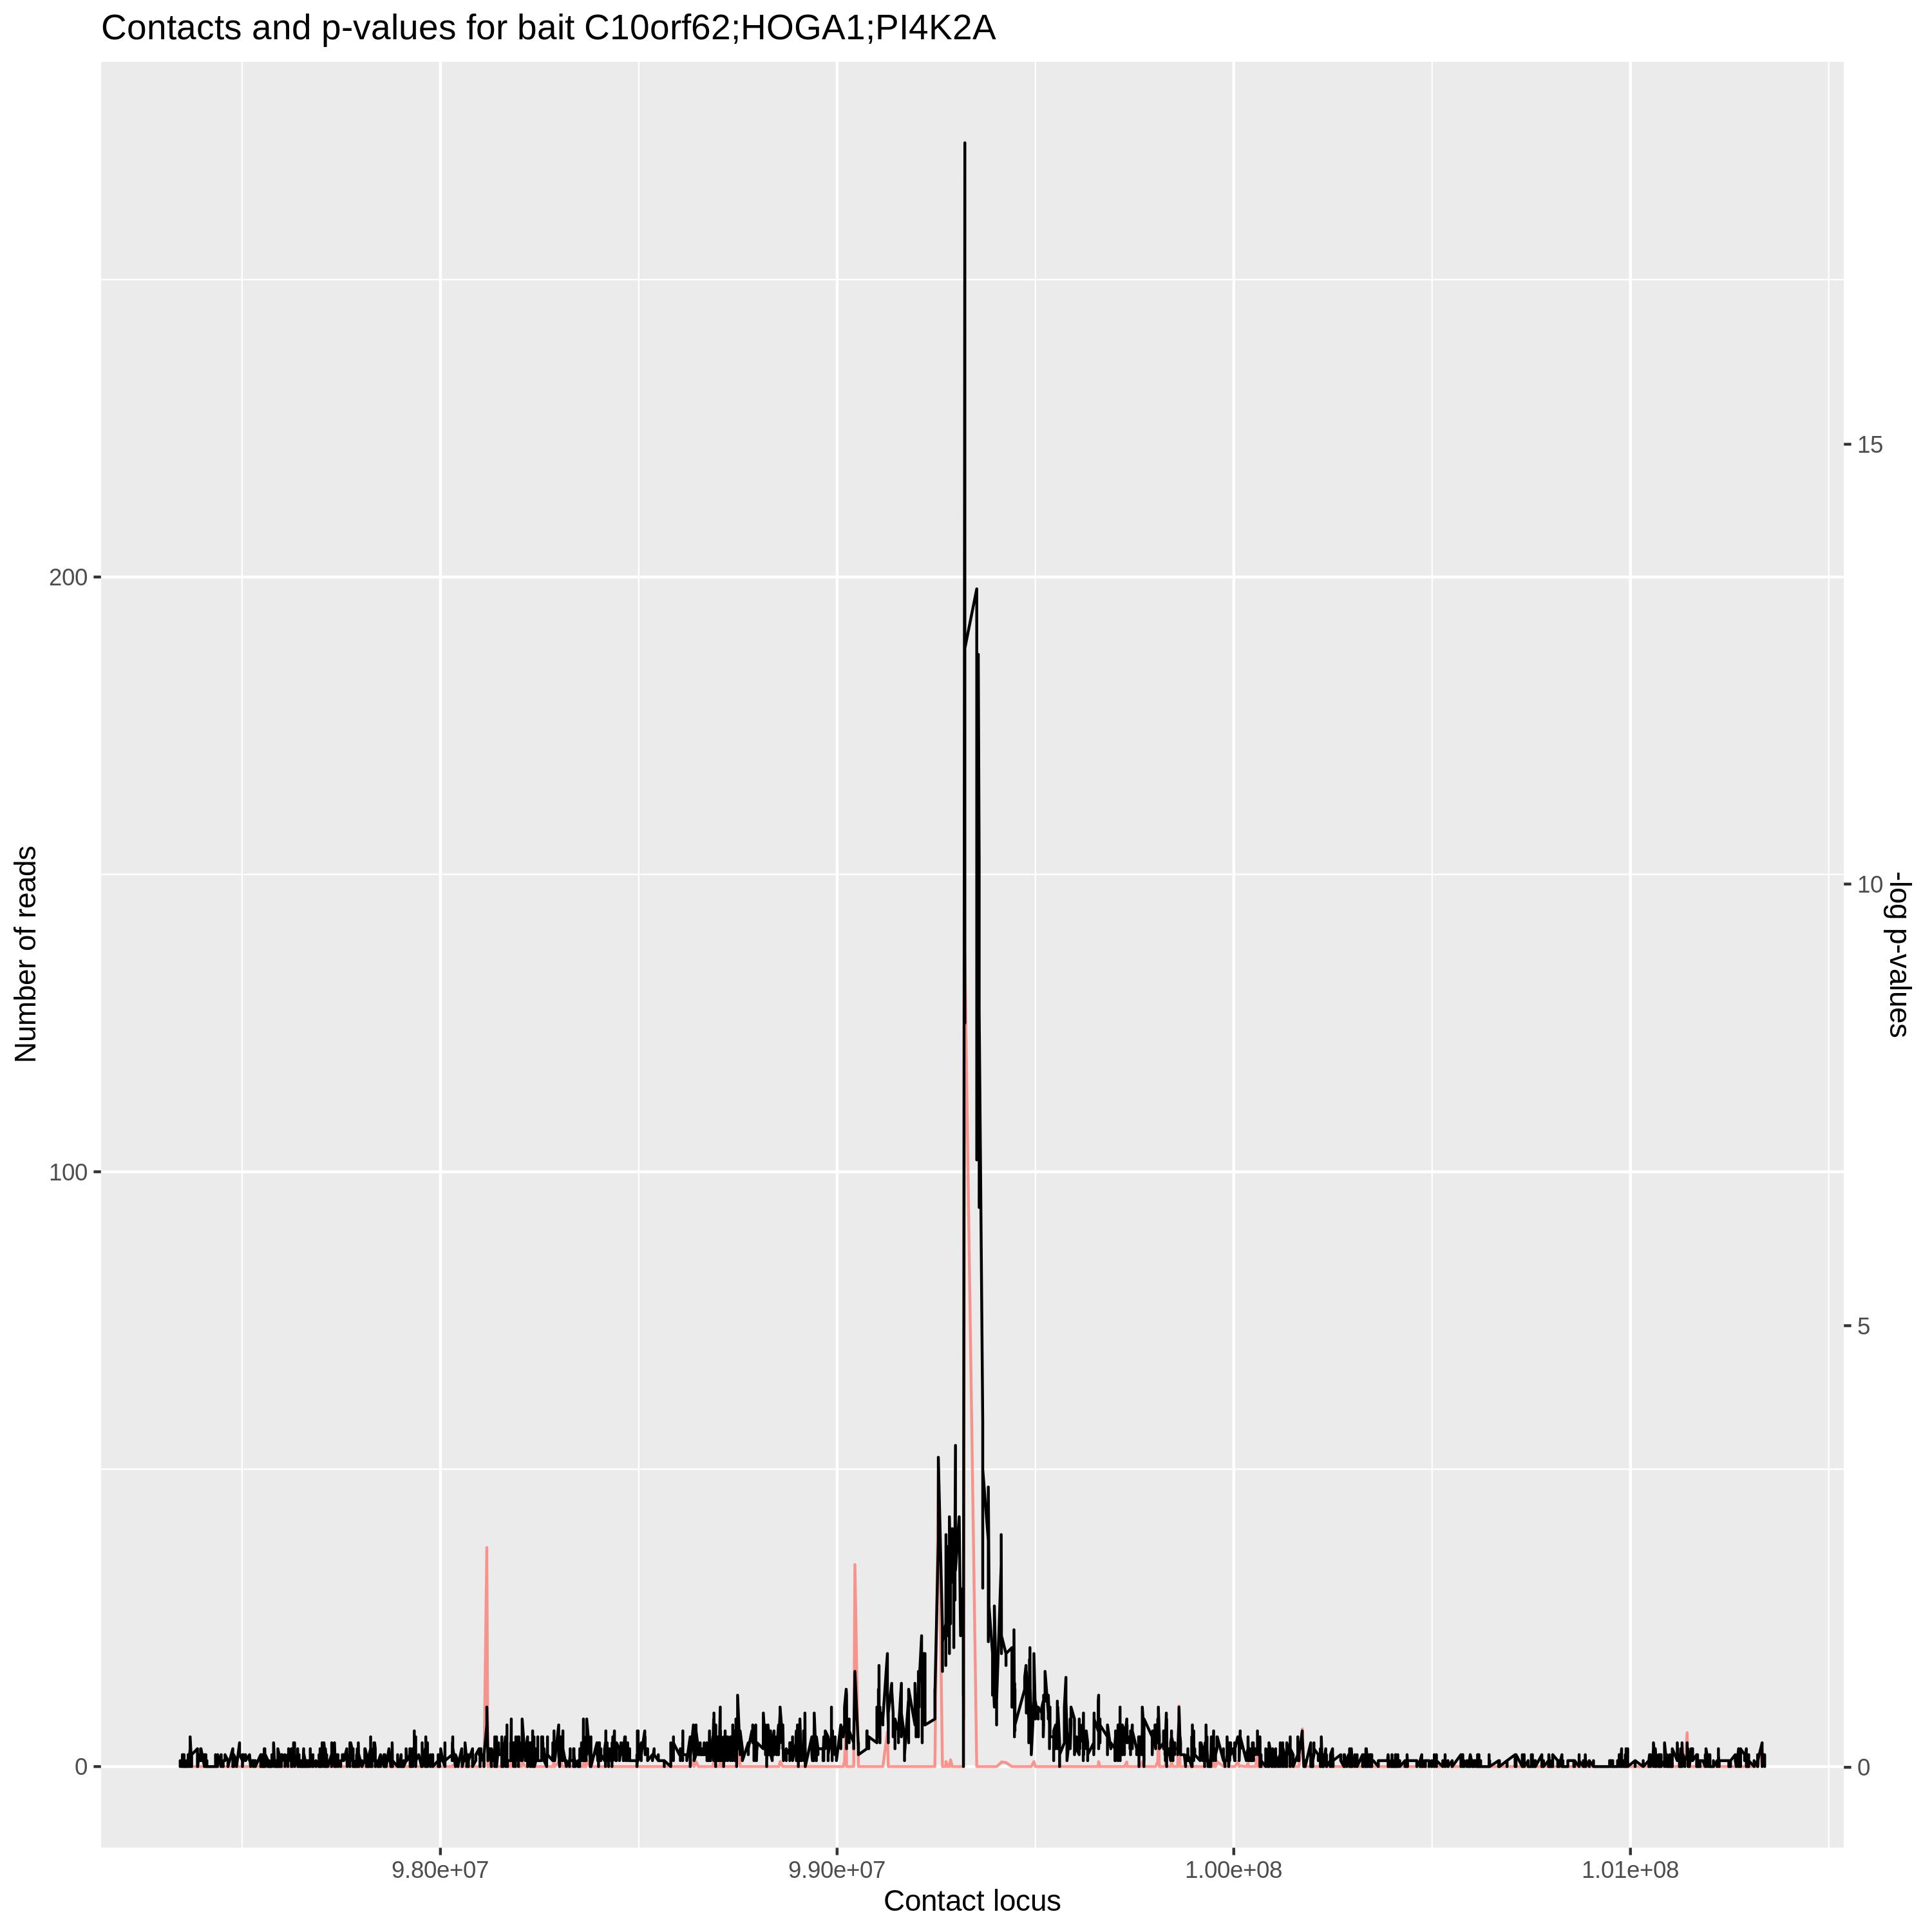 Contacts and p-values for bait C10orf62;HOGA1;PI4K2A
Number of reads
200
100
0
15
10
5
0
-log p-values
9.80e+07
9.90e+07
1.00e+08
1.01e+08
Contact locus